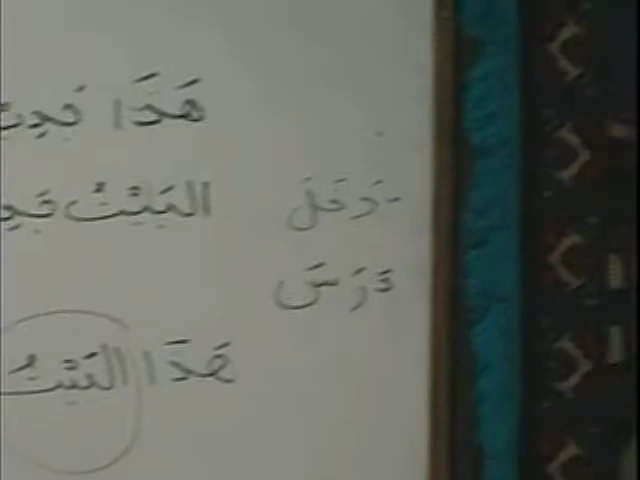 هَذَا
البَيْتُ
- دَخَلَ
دَرَسَ
هَذَا البَيْتُ